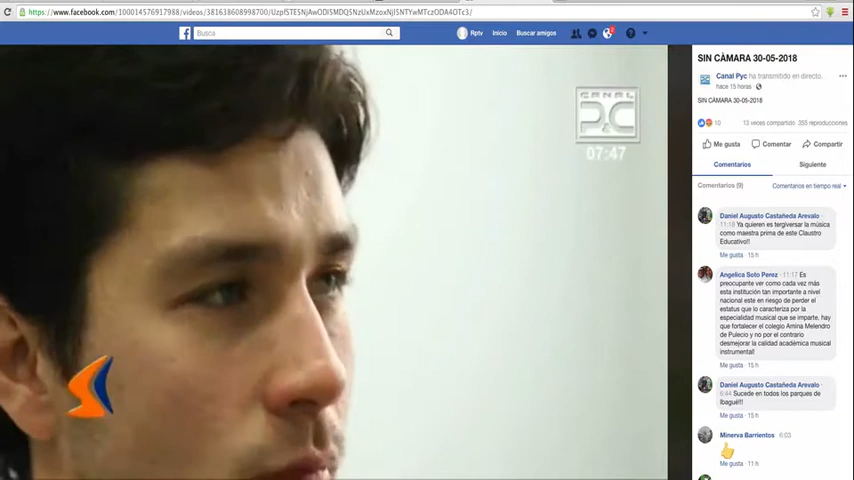 https://www.facebook.com/100014576917988/videos/381638608998700/
Busca
Rptv
Inicio
Buscar amigos
CANAL
P&C
07:47
SIN CÀMARA 30-05-2018
Canal Pyc ha transmitido en directo.
hace 15 horas ·
SIN CÀMARA 30-05-2018
10
13 veces compartido 355 reproducciones
Me gusta
Comentar
Compartir
Comentarios
Siguiente
Comentarios (9)
Comentarios en tiempo real
Daniel Augusto Castañeda Arevalo ·
11:18 Ya quieren es tergiversar la música
como maestra prima de este Claustro
Educativo!!
Me gusta · 15 h
Angelica Soto Perez · 11:17 Es
preocupante ver como cada vez más
esta institución tan importante a nivel
nacional este en riesgo de perder el
estatus que lo caracteriza por la
especialidad musical que se imparte, hay
que fortalecer el colegio Amina Melendro
de Pulecio y no por el contrario
desmejorar la calidad académica musical
instrumental!
Me gusta · 15 h
Daniel Augusto Castañeda Arevalo ·
6:44 Sucede en todos los parques de
Ibagué!!!
Me gusta · 15 h
Minerva Barrientos · 6:03
Me gusta · 11 h